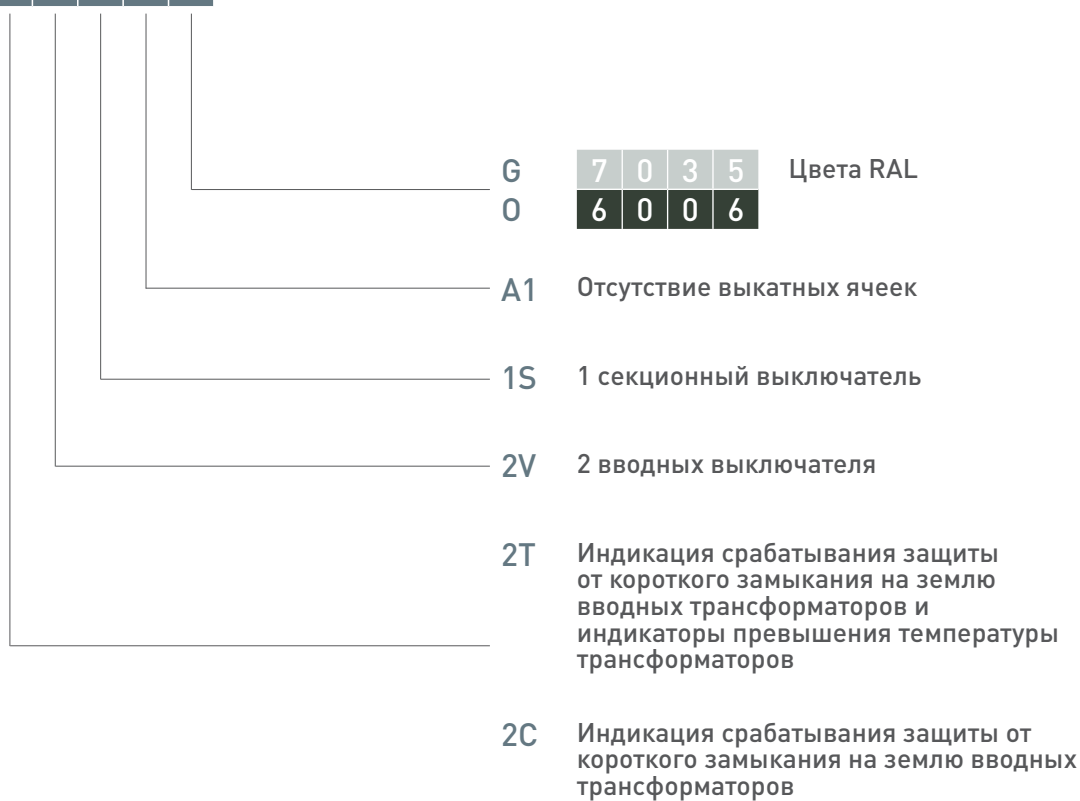 G 7 0 3 5 Цвета RAL
O 6 0 0 6
A1 Отсутствие выкатных ячеек
1S 1 секционный выключатель
2V 2 вводных выключателя
2T Индикация срабатывания защиты
от короткого замыкания на землю
вводных трансформаторов и
индикаторы превышения температуры
трансформаторов
2C Индикация срабатывания защиты от
короткого замыкания на землю вводных
трансформаторов